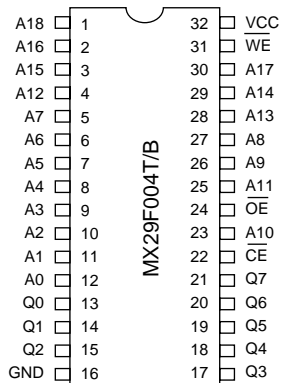 A18 1 32 VCC
A16 2 31 WE
A15 3 30 A17
A12 4 29 A14
A7 5 28 A13
A6 6 27 A8
A5 7 26 A9
A4 8 25 A11
A3 9 24 OE
A2 10 23 A10
A1 11 22 CE
A0 12 21 Q7
Q0 13 20 Q6
Q1 14 19 Q5
Q2 15 18 Q4
GND 16 17 Q3
MX29F004T/B